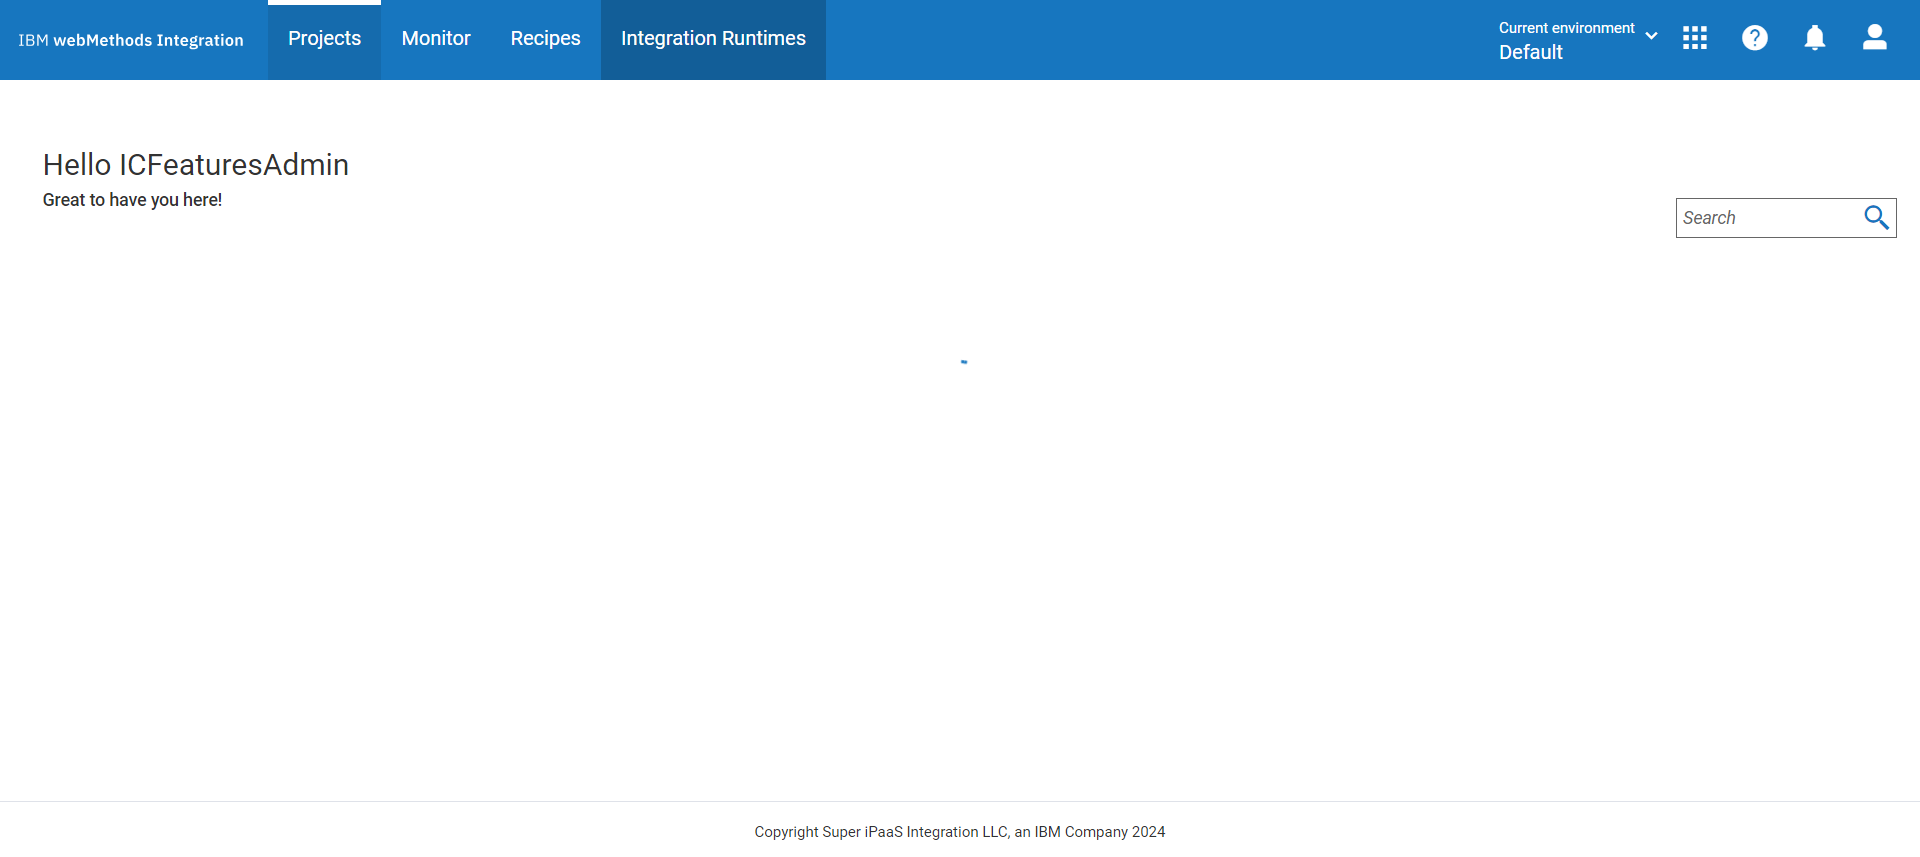 IBM webMethods Integration
Projects
Monitor
Recipes
Integration Runtimes
Current environment
Default
Hello ICFeaturesAdmin
Great to have you here!
Search
Copyright Super iPaaS Integration LLC, an IBM Company 2024